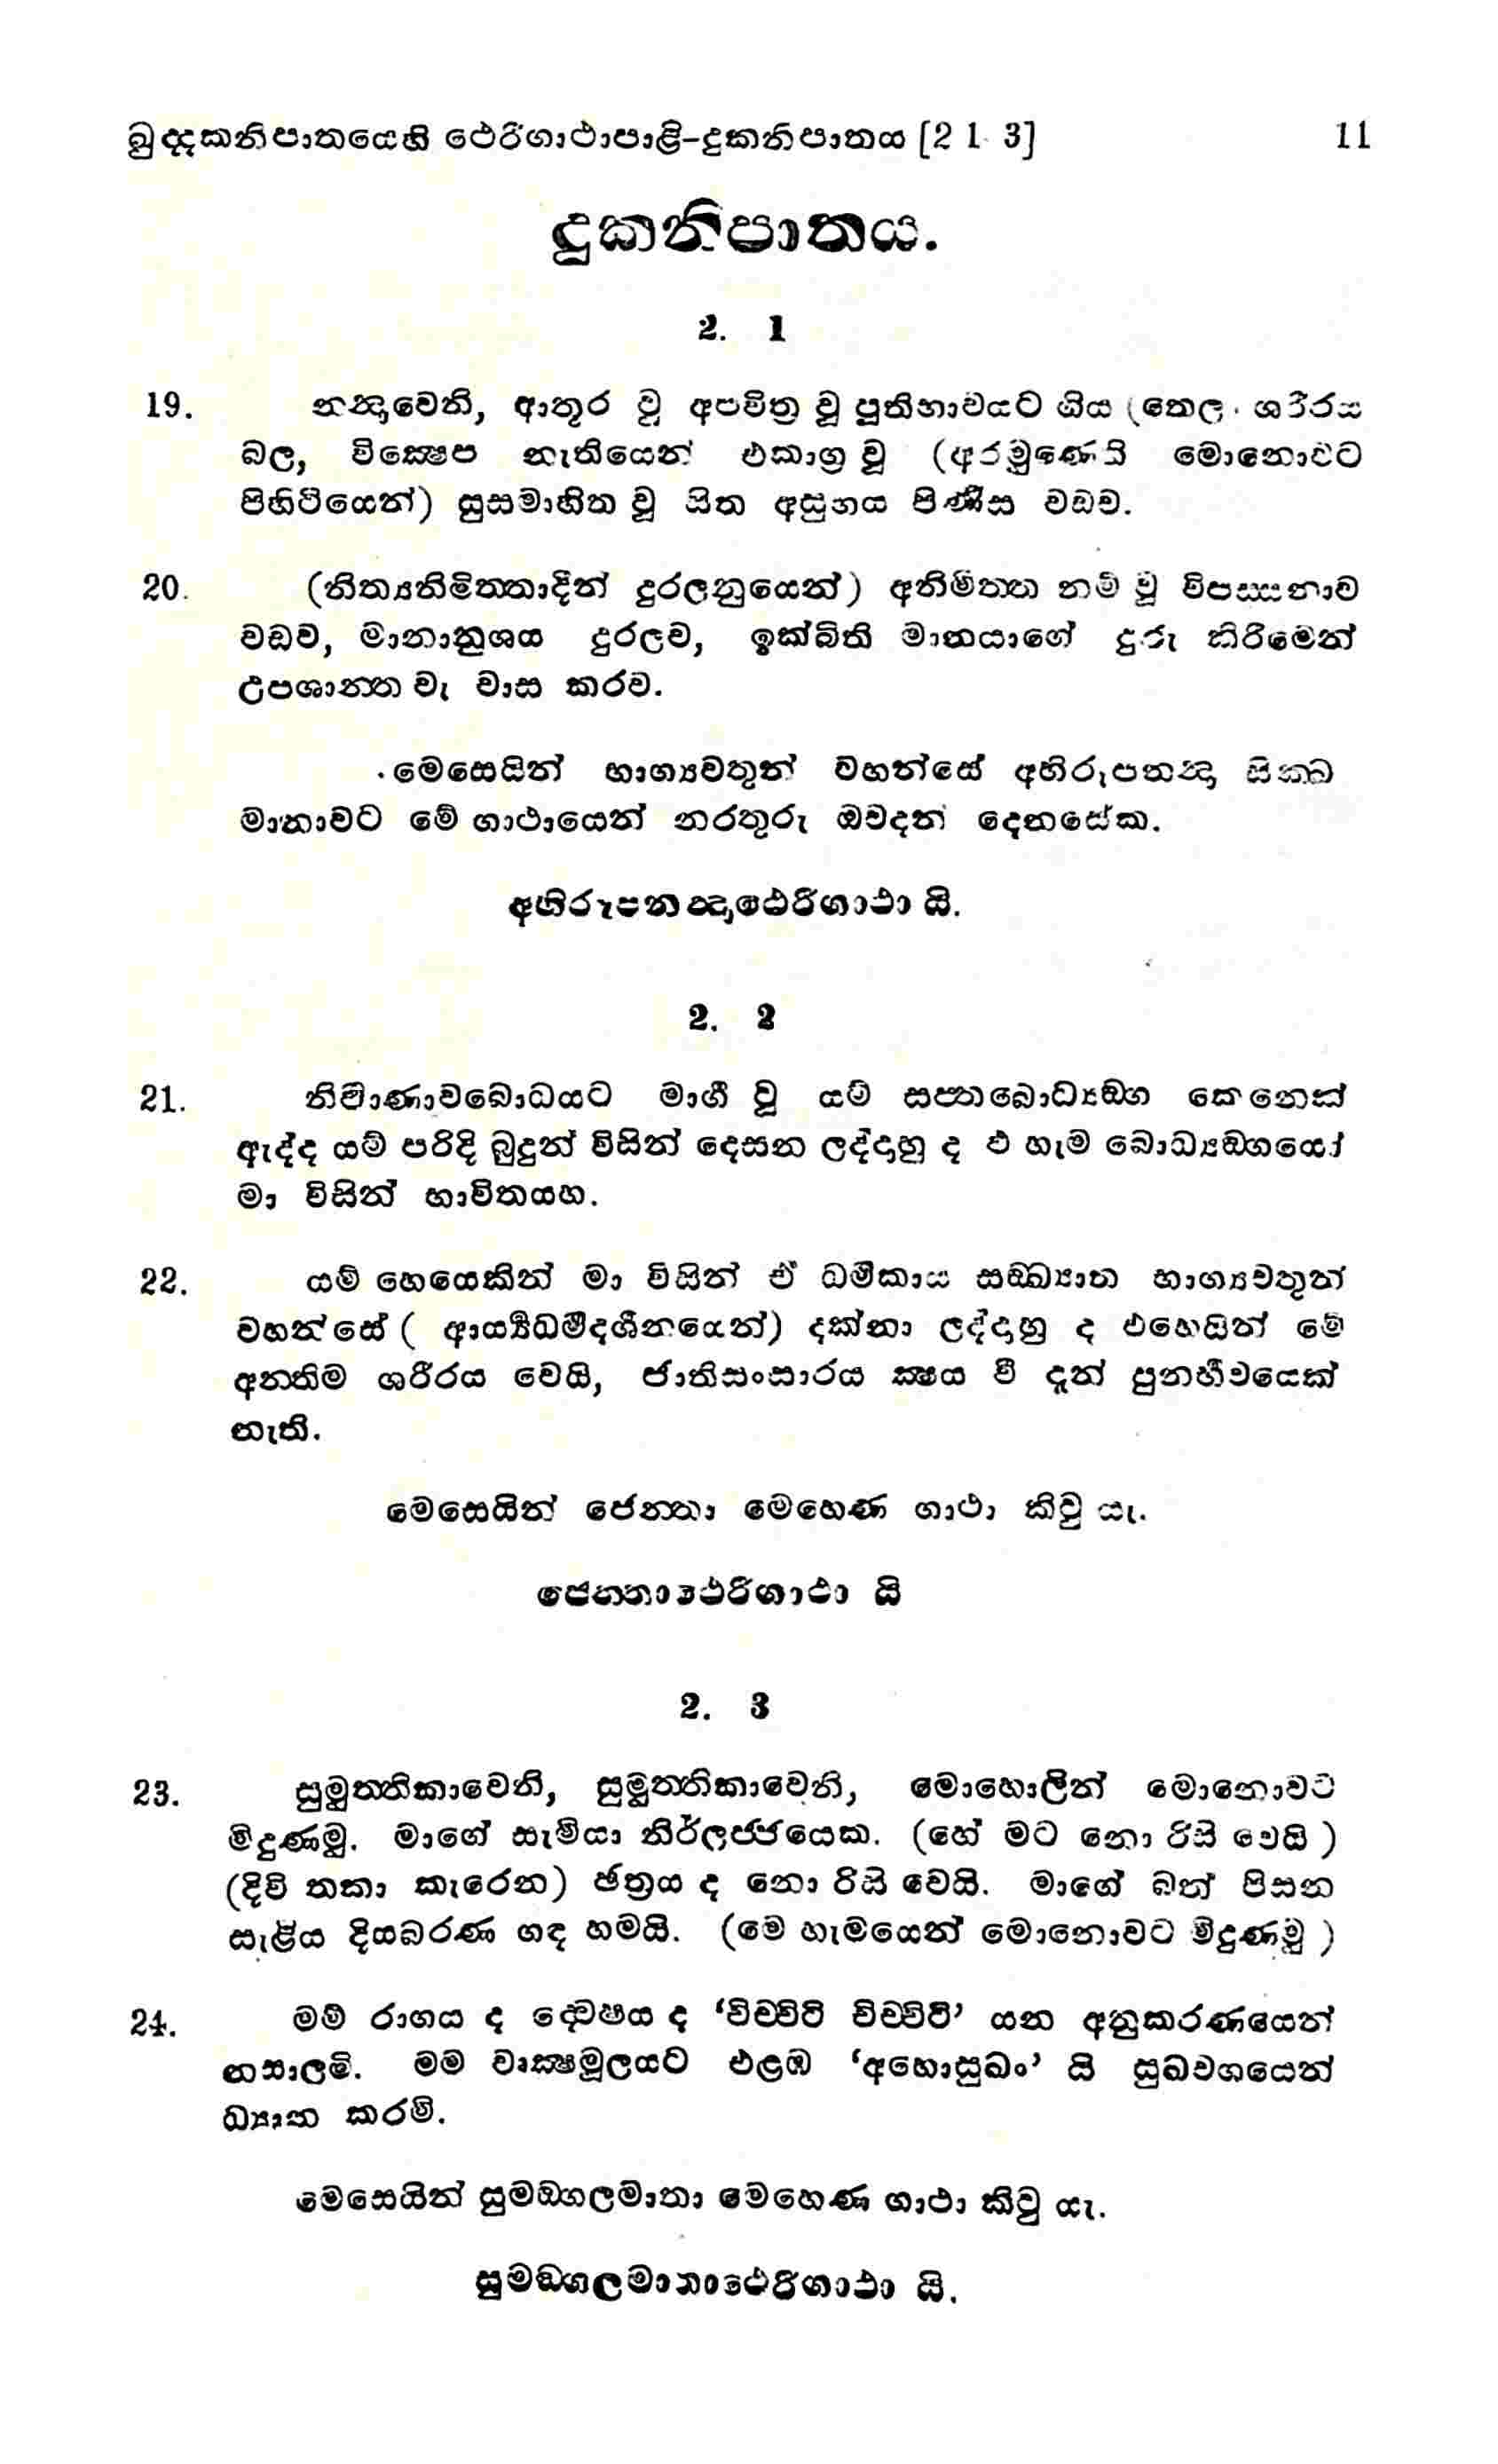 ඛුද්දකනිපාතයෙහි ථෙරීගාථාපාළි-දුකනිපාතය [2 1 3] 11
දුකනිපාතය.
2. 1
19. නන්දාවෙනි, ආතුර වූ අපවිත්‍ර වූ පූතිභාවයට ගිය (තෙල ශරීරය
බල, වික්‍ෂෙප නැතියෙන් එකාග්‍ර වූ (අරමුණෙහි මොනොවට
පිහිටියෙන්) සුසමාහිත වූ සිත අසුභය පිණිස වඩව.
20. (නිත්‍යනිමිත්තාදීන් දුරලනුයෙන්) අනිමිත්ත නම් වූ විපස්සනාව
වඩව, මානානුශය දුරලව, ඉක්බිති මානයාගේ දුරු කිරීමෙන්
උපශාන්ත වැ වාස කරව.
මෙසෙයින් භාග්‍යවතුන් වහන්සේ අභිරූපනන්දා සික්ඛ
මානාවට මේ ගාථායෙන් නරතුරු ඔවදන් දෙනසේක.
අභිරූපනන්දාථෙරීගාථා යි.
2. 2
21. නිර්‍වාණාවබොධයට මාර්‍ග වූ යම් සප්තබොධ්‍යඞ්ග කෙනෙක්
ඇද්ද යම් පරිදි බුදුන් විසින් දෙසන ලද්දාහු ද ඒ හැම බොධ්‍යඞ්ගයෝ
මා විසින් භාවිතයහ.
22. යම් හෙයෙකින් මා විසින් ඒ ධර්‍මකාය සඞ්ඛ්‍යාත භාග්‍යවතුන්
වහන්සේ ( ආර්‍ය්‍යධර්‍මදර්‍ශනයෙන්) දක්නා ලද්දාහු ද එහෙයින් මේ
අන්තිම ශරීරය වෙයි, ජාතිසංසාරය ක්‍ෂය වී දැන් පුනර්‍භවයෙක්
නැති.
මෙසෙයින් ජෙන්තා මෙහෙණ ගාථා කිවු යැ.
ජෙන්තාථෙරීගාථා යි
2. 3
23. සුමුත්තිකාවෙනි, සුමුත්තිකාවෙනි, මොහොලින් මොනොවට
මිදුණමු. මාගේ සැමියා නිර්ලජ්ජයෙක. (හේ මට නො රිසි වෙයි )
(දිවි තකා කැරෙන) ඡත්‍රය ද නො රිසි වෙයි. මාගේ බත් පිසන
සැළිය දියබරණ ගඳ හමයි. (මේ හැමයෙන් මොනොවට මිදුණමු )
24. මම් රාගය ද ද්වෙෂය ද ‘විච්චිටි විච්චිටි’ යන අනුකරණයෙන්
නසාලමි. මම වෘක්‍ෂමූලයට එළඹ ‘අහොසුඛං’ යි සුඛවශයෙන්
ධ්‍යාන කරමි.
මෙසෙයින් සුමඞ්ගලමාතා මෙහෙණ ගාථා කිවු යැ.
සුමඞ්ගලමාතාථෙරීගාථා යි.